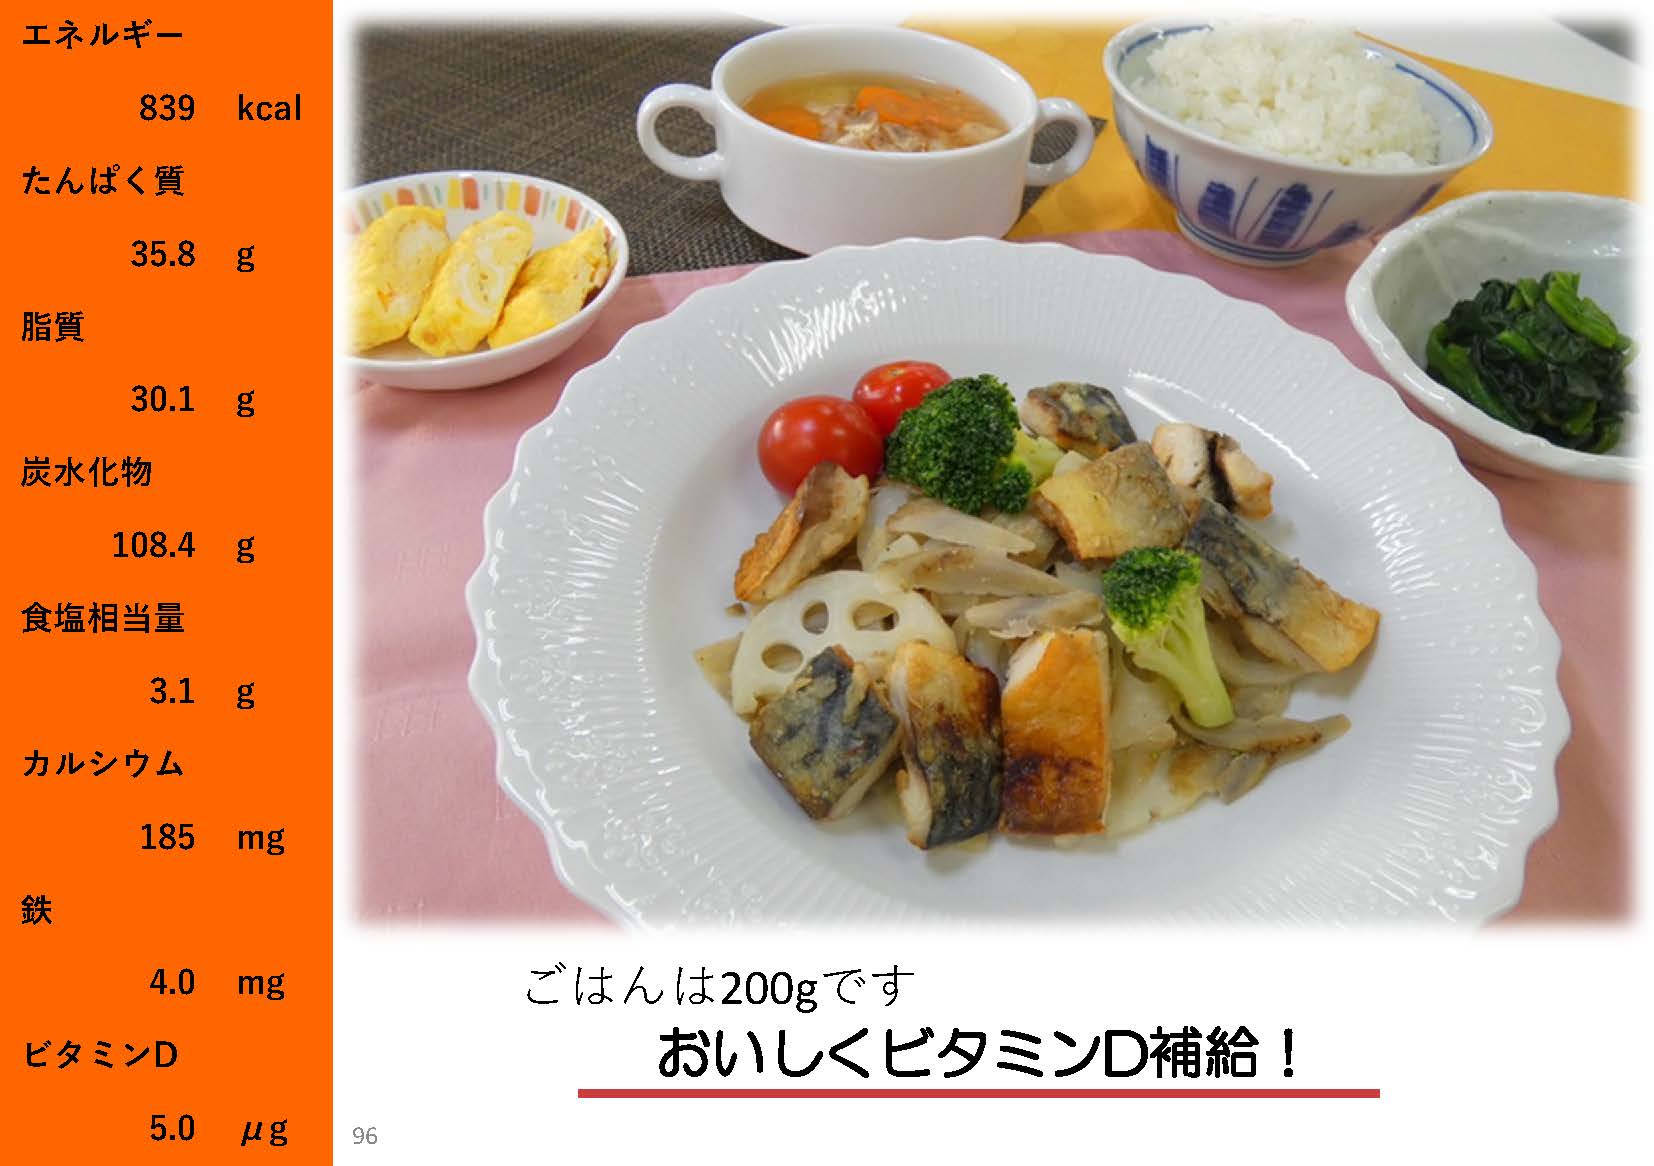 エネルギー
839 kcal
たんぱく質
35.8 g
脂質
30.1 g
炭水化物
108.4 g
食塩相当量
3.1 g
カルシウム
185 mg
鉄
4.0 mg
ビタミンD
5.0 μg
ごはんは200gです
おいしくビタミンD補給！
96